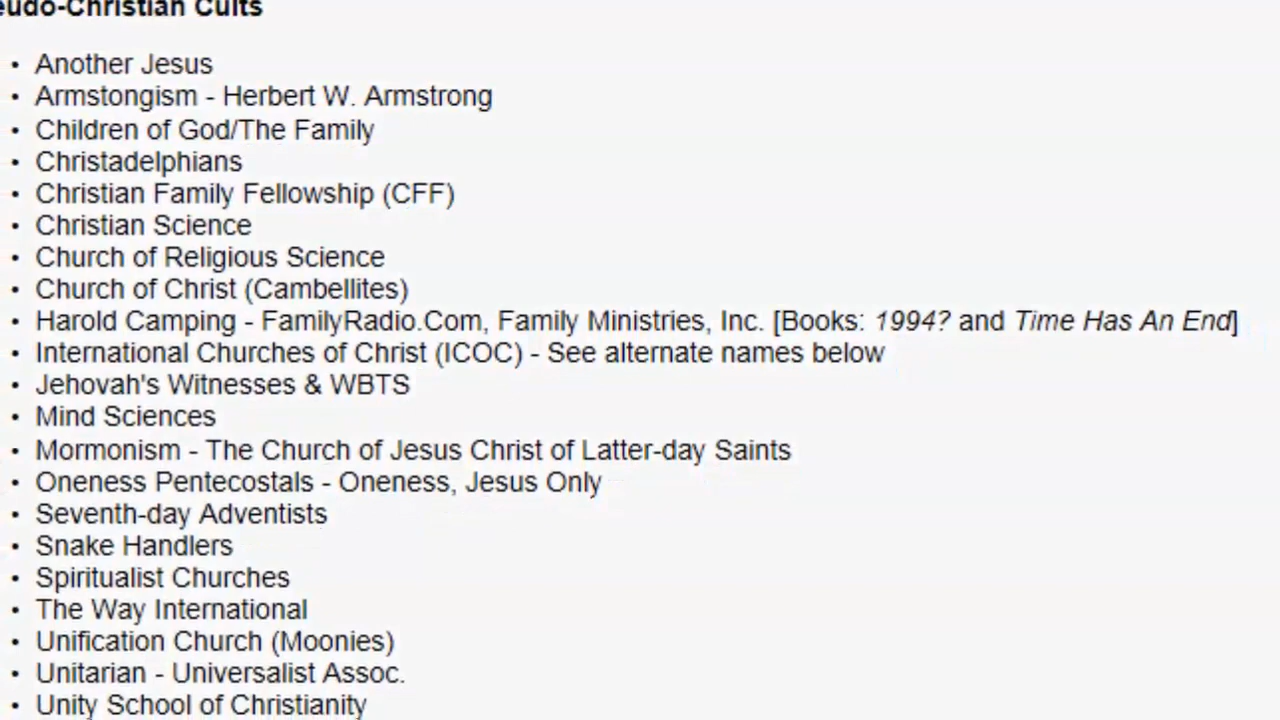 eudo-Christian Cults
• Another Jesus
• Armstongism - Herbert W. Armstrong
• Children of God/The Family
• Christadelphians
• Christian Family Fellowship (CFF)
• Christian Science
• Church of Religious Science
• Church of Christ (Cambellites)
• Harold Camping - FamilyRadio.Com, Family Ministries, Inc. [Books: 1994? and Time Has An End]
• International Churches of Christ (ICOC) - See alternate names below
• Jehovah's Witnesses & WBTS
• Mind Sciences
• Mormonism - The Church of Jesus Christ of Latter-day Saints
• Oneness Pentecostals - Oneness, Jesus Only
• Seventh-day Adventists
• Snake Handlers
• Spiritualist Churches
• The Way International
• Unification Church (Moonies)
• Unitarian - Universalist Assoc.
• Unity School of Christianity